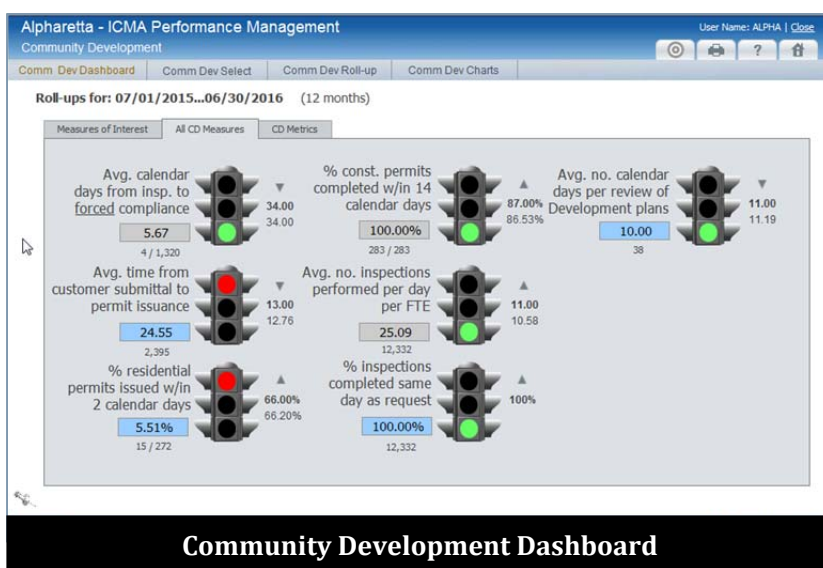 Alpharetta - ICMA Performance Management
User Name: ALPHA | Close
Community Development
?
Comm Dev Dashboard
Comm Dev Select
Comm Dev Roll-up
Comm Dev Charts
Roll-ups for: 07/01/2015...06/30/2016 (12 months)
Measures of Interest
All CD Measures
CD Metrics
Avg. calendar
days from insp. to
forced compliance
5.67
4 / 1,320
34.00
34.00
% const. permits
completed w/in 14
calendar days
100.00%
283 / 283
87.00%
86.53%
Avg. no. calendar
days per review of
Development plans
10.00
38
11.00
11.19
Avg. time from
customer submittal to
permit issuance
24.55
2,395
13.00
12.76
Avg. no. inspections
performed per day
per FTE
25.09
12,332
11.00
10.58
% residential
permits issued w/in
2 calendar days
5.51%
15 / 272
66.00%
66.20%
% inspections
completed same
day as request
100.00%
12,332
100%
Community Development Dashboard